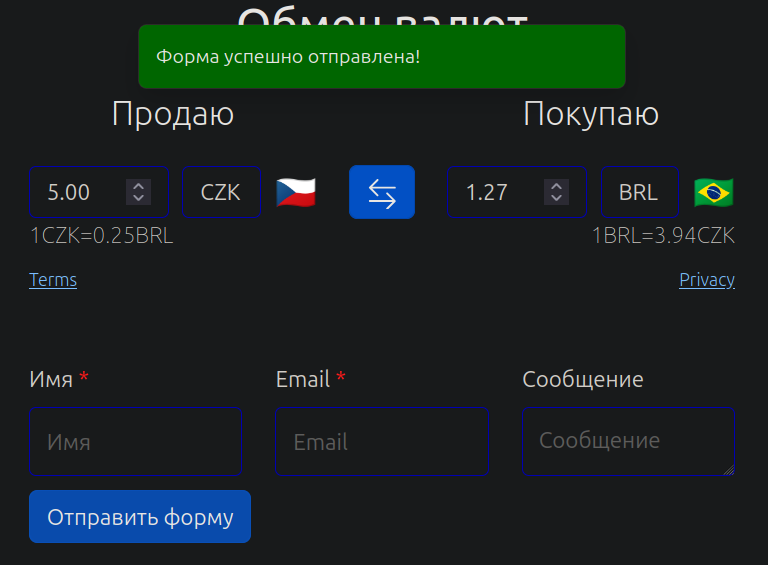 Обмен валют
Форма успешно отправлена!
Продаю
Покупаю
5.00 CZK 1.27 BRL
1CZK=0.25BRL 1BRL=3.94CZK
Terms Privacy
Имя * Email * Сообщение
Имя Email Сообщение
Отправить форму